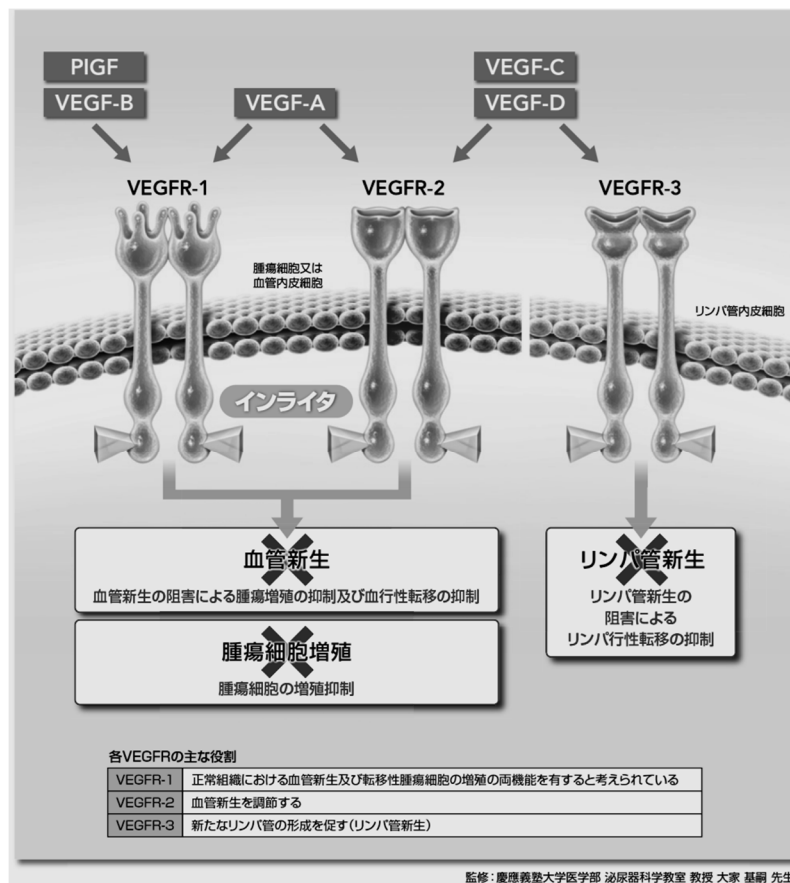 PIGF
VEGF-B
VEGF-A
VEGF-C
VEGF-D
VEGFR-1
VEGFR-2
VEGFR-3
腫瘍細胞又は
血管内皮細胞
リンパ管内皮細胞
インライタ
血管新生
血管新生の阻害による腫瘍増殖の抑制及び血行性転移の抑制
腫瘍細胞増殖
腫瘍細胞の増殖抑制
リンパ管新生
リンパ管新生の
阻害による
リンパ行性転移の抑制
各VEGFRの主な役割
VEGFR-1 正常組織における血管新生及び転移性腫瘍細胞の増殖の両機能を有すると考えられている
VEGFR-2 血管新生を調節する
VEGFR-3 新たなリンパ管の形成を促す(リンパ管新生)
監修:慶應義塾大学医学部 泌尿器科学教室 教授 大家 基嗣 先生